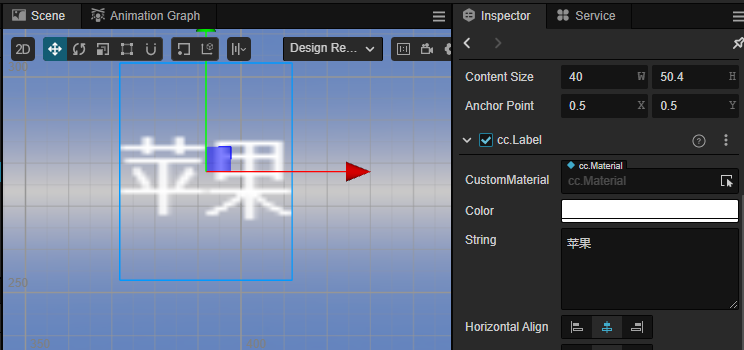 Scene
Animation Graph
Inspector
Service
2D
Design Re...
Content Size
40
W
50.4
H
Anchor Point
0.5
X
0.5
Y
cc.Label
cc.Material
CustomMaterial
cc.Material
Color
String
苹果
Horizontal Align
苹果
250